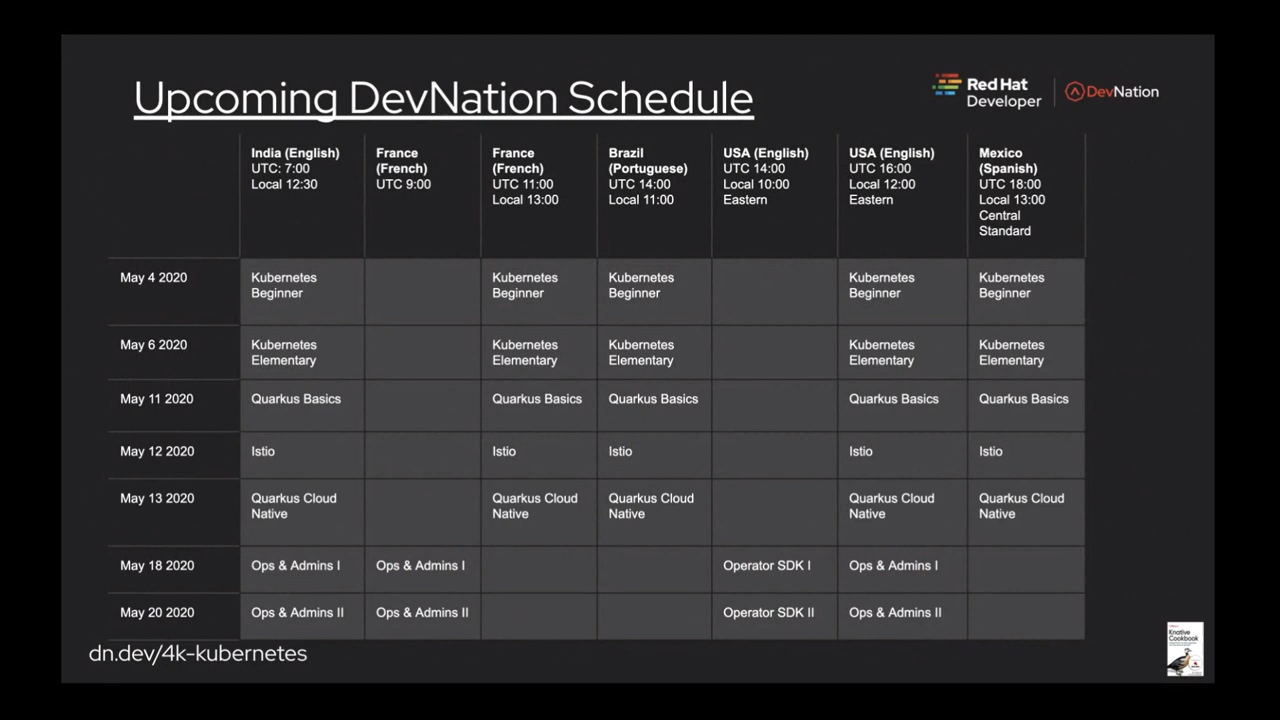 Upcoming DevNation Schedule
Red Hat
Developer
DevNation
India (English)
UTC: 7:00
Local 12:30
France
(French)
UTC 9:00
France
(French)
UTC 11:00
Local 13:00
Brazil
(Portuguese)
UTC 14:00
Local 11:00
USA (English)
UTC 14:00
Local 10:00
Eastern
USA (English)
UTC 16:00
Local 12:00
Eastern
Mexico
(Spanish)
UTC 18:00
Local 13:00
Central
Standard
May 4 2020
Kubernetes
Beginner
Kubernetes
Beginner
Kubernetes
Beginner
Kubernetes
Beginner
Kubernetes
Beginner
May 6 2020
Kubernetes
Elementary
Kubernetes
Elementary
Kubernetes
Elementary
Kubernetes
Elementary
Kubernetes
Elementary
May 11 2020
Quarkus Basics
Quarkus Basics
Quarkus Basics
Quarkus Basics
Quarkus Basics
May 12 2020
Istio
Istio
Istio
Istio
Istio
May 13 2020
Quarkus Cloud
Native
Quarkus Cloud
Native
Quarkus Cloud
Native
Quarkus Cloud
Native
Quarkus Cloud
Native
May 18 2020
Ops & Admins I
Ops & Admins I
Operator SDK I
Ops & Admins I
May 20 2020
Ops & Admins II
Ops & Admins II
Operator SDK II
Ops & Admins II
dn.dev/4k-kubernetes
Knative
Cookbook